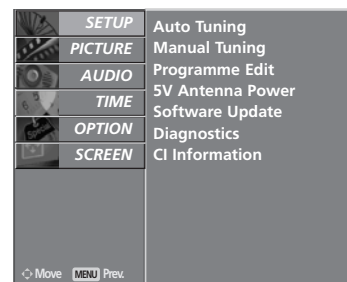 SETUP
PICTURE
AUDIO
TIME
OPTION
SCREEN
Auto Tuning
Manual Tuning
Programme Edit
5V Antenna Power
Software Update
Diagnostics
CI Information
Move MENU Prev.